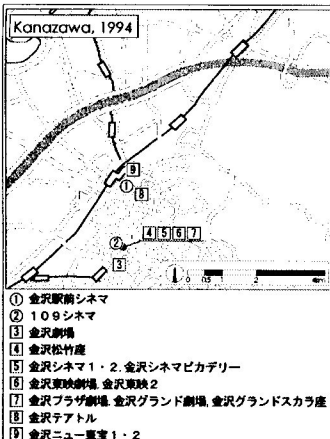 Kanazawa, 1994
9
①
8
4 5 6 7
②
3
0 0.5 1 2 4km
① 金沢駅前シネマ
② 109シネマ
3 金沢劇場
4 金沢松竹座
5 金沢シネマ1・2,金沢シネマピカデリー
6 金沢東映劇場,金沢東映2
7 金沢プラザ劇場,金沢グランド劇場,金沢グランドスカラ座
8 金沢テアトル
9 金沢ニュー東宝1・2